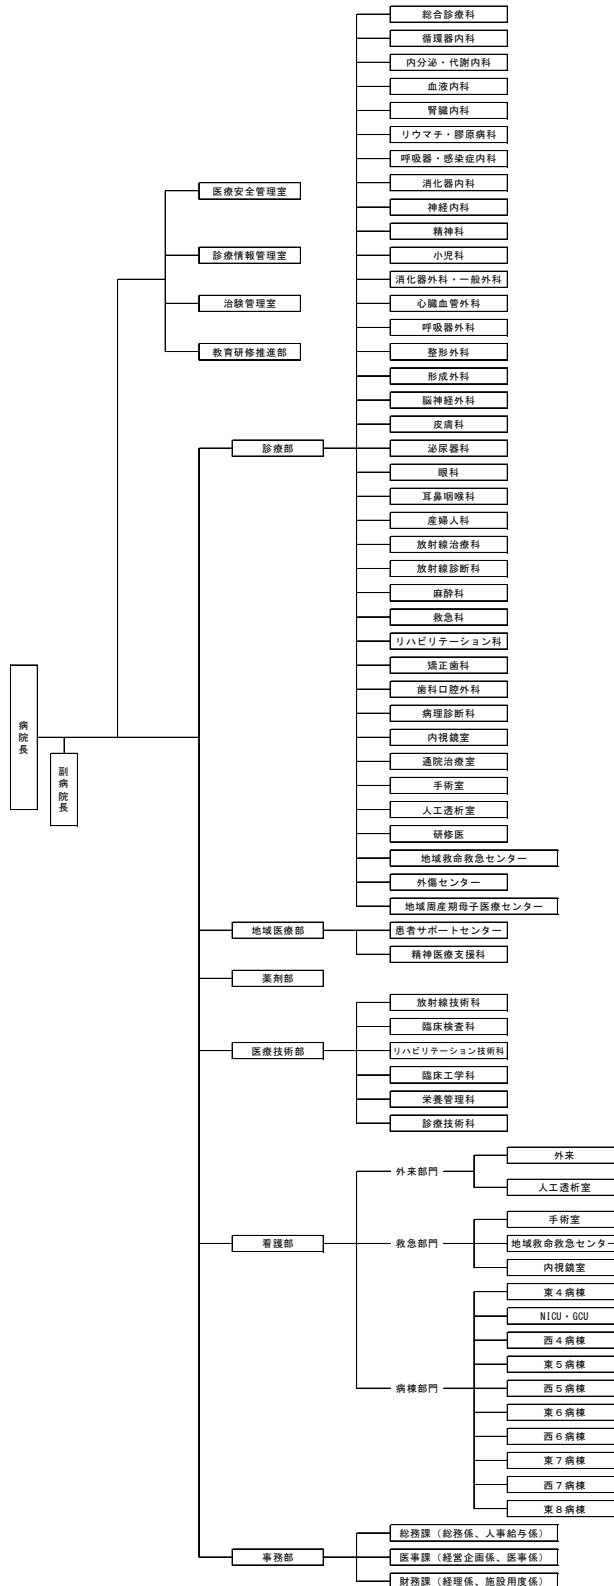 病院長
副病院長
医療安全管理室
診療情報管理室
治験管理室
教育研修推進部
診療部
総合診療科
循環器内科
内分泌・代謝内科
血液内科
腎臓内科
リウマチ・膠原病科
呼吸器・感染症内科
消化器内科
神経内科
精神科
小児科
消化器外科・一般外科
心臓血管外科
呼吸器外科
整形外科
形成外科
脳神経外科
皮膚科
泌尿器科
眼科
耳鼻咽喉科
産婦人科
放射線治療科
放射線診断科
麻酔科
救急科
リハビリテーション科
矯正歯科
歯科口腔外科
病理診断科
内視鏡室
通院治療室
手術室
人工透析室
研修医
地域救命救急センター
外傷センター
地域周産期母子医療センター
地域医療部
患者サポートセンター
精神医療支援科
薬剤部
医療技術部
放射線技術科
臨床検査科
リハビリテーション技術科
臨床工学科
栄養管理科
診療技術科
看護部
外来部門
外来
人工透析室
救急部門
手術室
地域救命救急センター
内視鏡室
病棟部門
東4病棟
NICU・GCU
西4病棟
東5病棟
西5病棟
東6病棟
西6病棟
東7病棟
西7病棟
東8病棟
事務部
総務課（総務係、人事給与係）
医事課（経営企画係、医事係）
財務課（経理係、施設用度係）